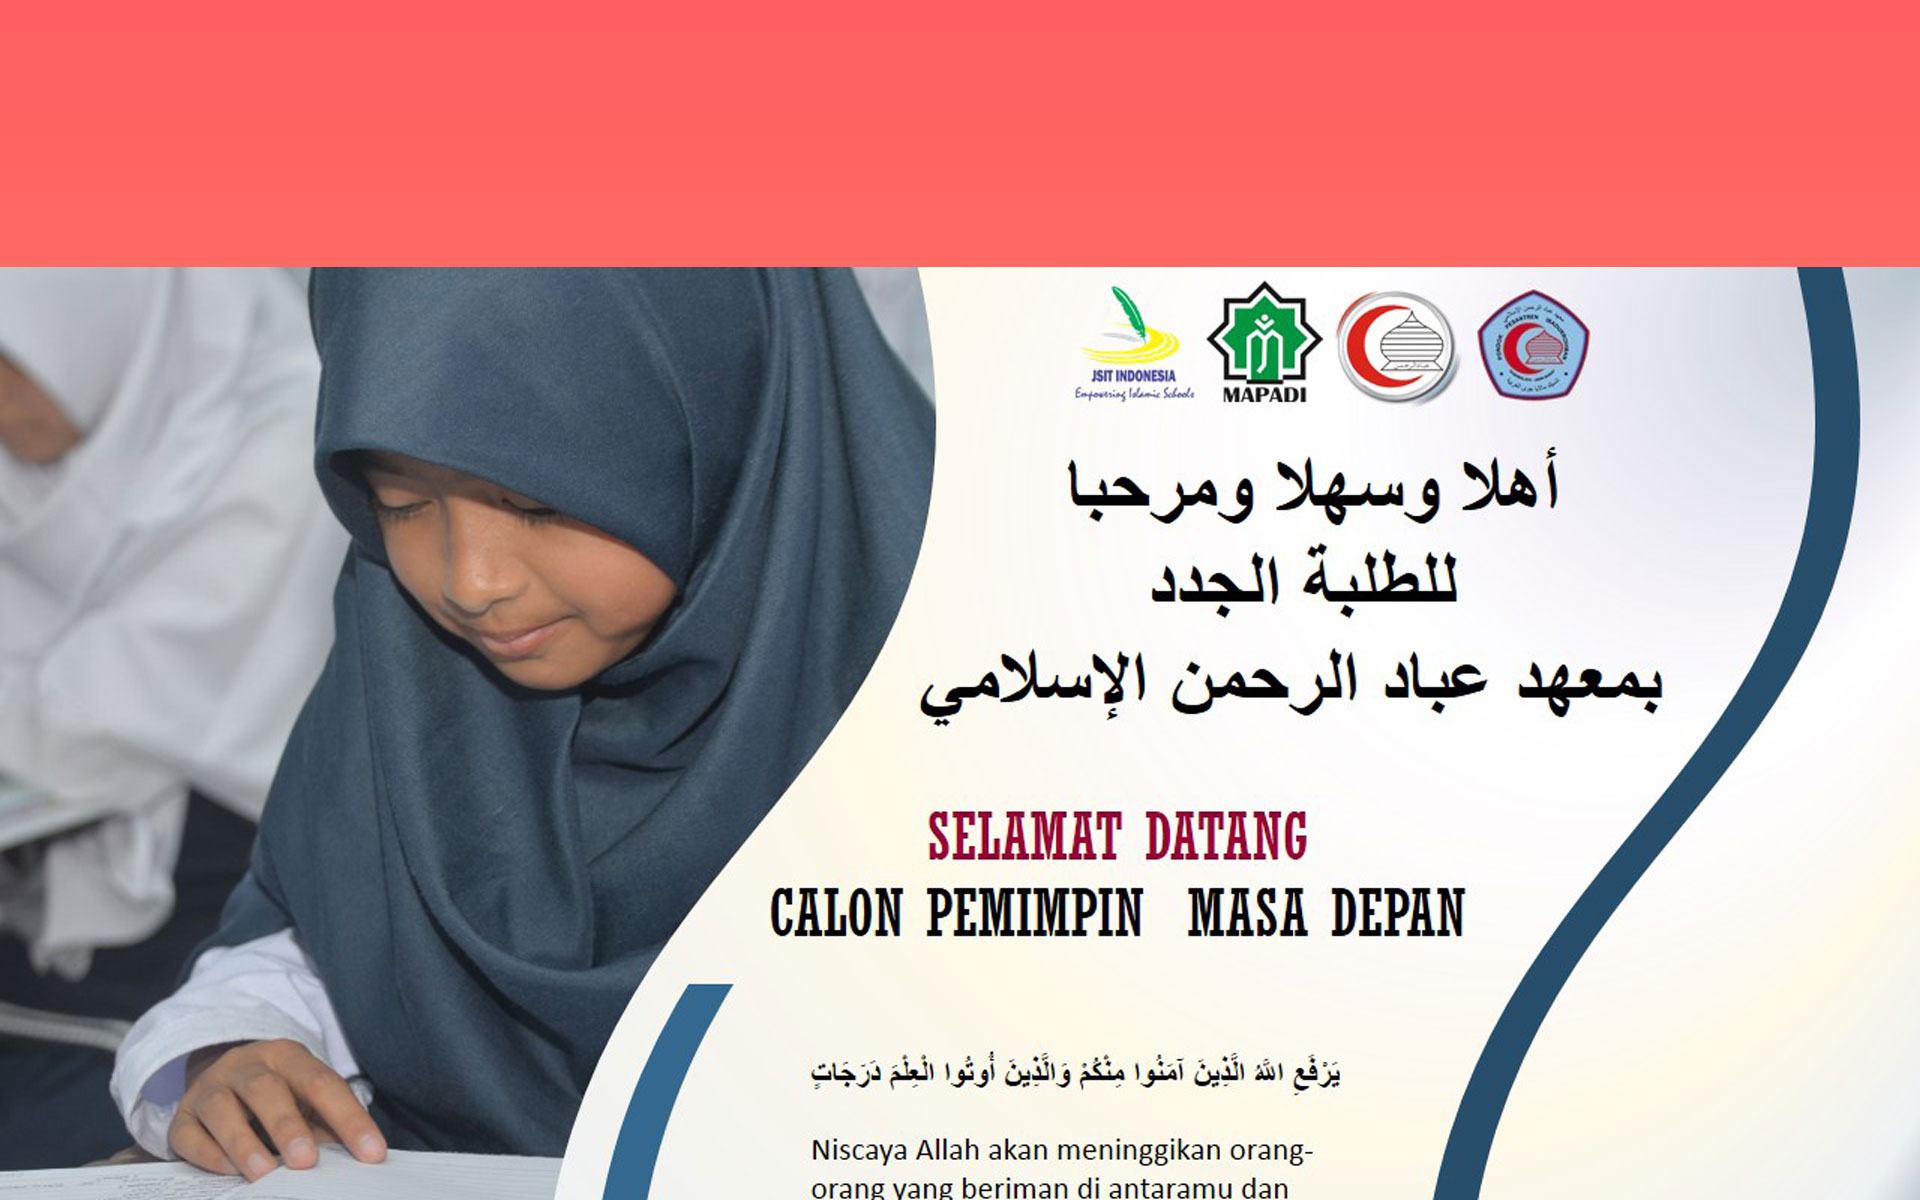 JSIT INDONESIA
Empowering Islamic Schools
MAPADI
أهلا وسهلا ومرحبا
للطلبة الجدد
بمعهد عباد الرحمن الإسلامي
SELAMAT DATANG
CALON PEMIMPIN MASA DEPAN
يَرْفَعِ اللَّهُ الَّذِينَ آمَنُوا مِنْكُمْ وَالَّذِينَ أُوتُوا الْعِلْمَ دَرَجَاتٍ
Niscaya Allah akan meninggikan orang-
orang yang beriman di antaramu dan